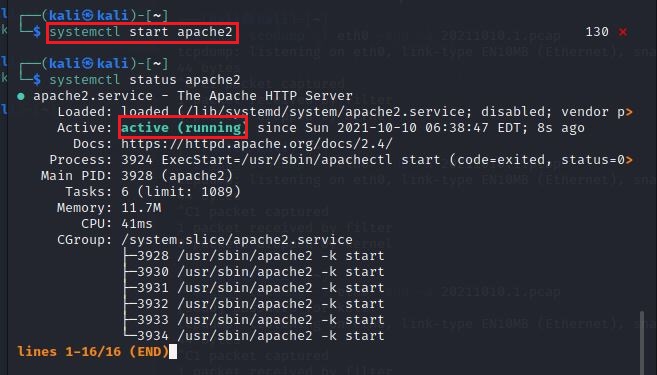 ┌──(kali㉿kali)-[~]
└─$ systemctl start apache2 130 ⨯
┌──(kali㉿kali)-[~]
└─$ systemctl status apache2
● apache2.service - The Apache HTTP Server
Loaded: loaded (/lib/systemd/system/apache2.service; disabled; vendor p>
Active: active (running) since Sun 2021-10-10 06:38:47 EDT; 8s ago
Docs: https://httpd.apache.org/docs/2.4/
Process: 3924 ExecStart=/usr/sbin/apachectl start (code=exited, status=0>
Main PID: 3928 (apache2)
Tasks: 6 (limit: 1089)
Memory: 11.7M
CPU: 41ms
CGroup: /system.slice/apache2.service
├─3928 /usr/sbin/apache2 -k start
├─3930 /usr/sbin/apache2 -k start
├─3931 /usr/sbin/apache2 -k start
├─3932 /usr/sbin/apache2 -k start
├─3933 /usr/sbin/apache2 -k start
└─3934 /usr/sbin/apache2 -k start
lines 1-16/16 (END)